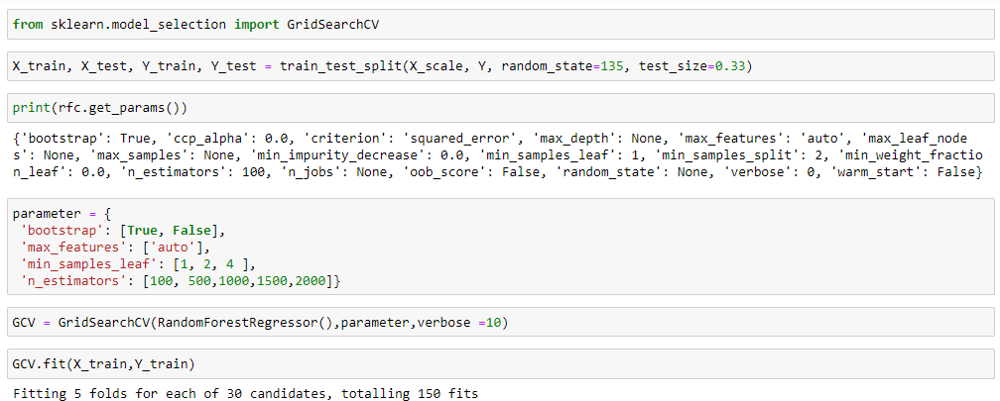 from sklearn.model_selection import GridSearchCV
X_train, X_test, Y_train, Y_test = train_test_split(X_scale, Y, random_state=135, test_size=0.33)
print(rfc.get_params())
{'bootstrap': True, 'ccp_alpha': 0.0, 'criterion': 'squared_error', 'max_depth': None, 'max_features': 'auto', 'max_leaf_node
s': None, 'max_samples': None, 'min_impurity_decrease': 0.0, 'min_samples_leaf': 1, 'min_samples_split': 2, 'min_weight_fractio
n_leaf': 0.0, 'n_estimators': 100, 'n_jobs': None, 'oob_score': False, 'random_state': None, 'verbose': 0, 'warm_start': False}
parameter = {
 'bootstrap': [True, False],
 'max_features': ['auto'],
 'min_samples_leaf': [1, 2, 4 ],
 'n_estimators': [100, 500,1000,1500,2000]}
GCV = GridSearchCV(RandomForestRegressor(),parameter,verbose =10)
GCV.fit(X_train,Y_train)
Fitting 5 folds for each of 30 candidates, totalling 150 fits